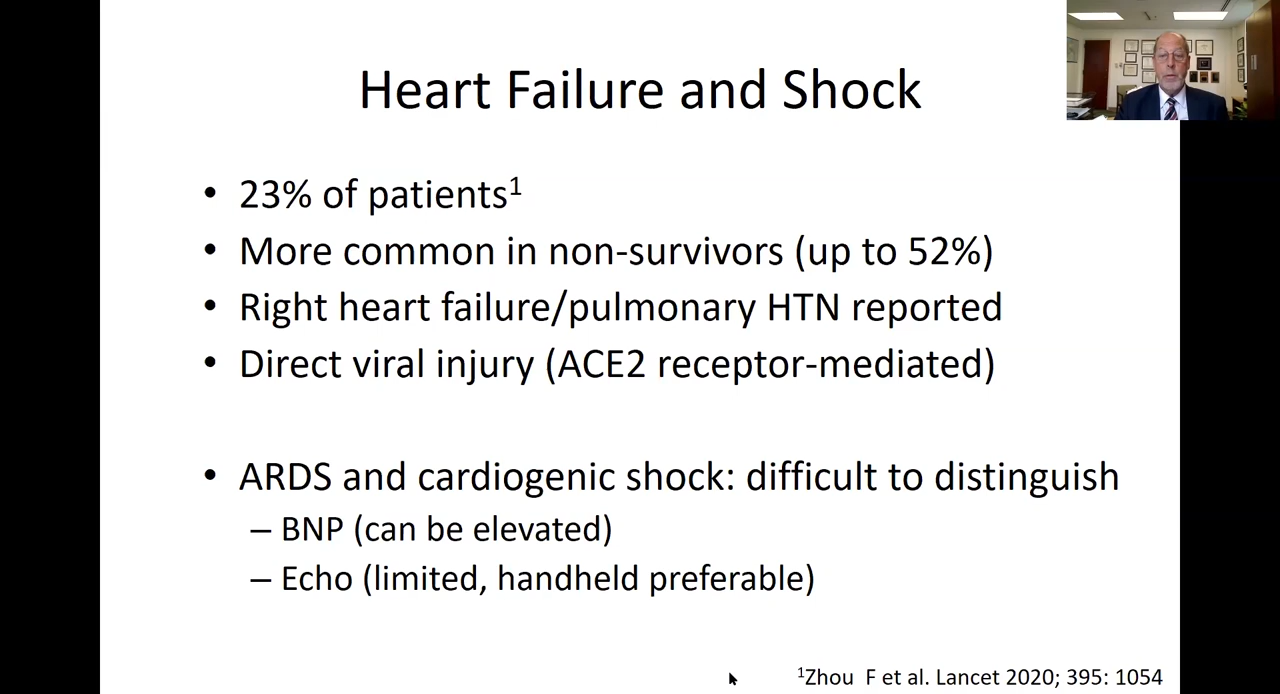 Heart Failure and Shock
• 23% of patients¹
• More common in non-survivors (up to 52%)
• Right heart failure/pulmonary HTN reported
• Direct viral injury (ACE2 receptor-mediated)
• ARDS and cardiogenic shock: difficult to distinguish
– BNP (can be elevated)
– Echo (limited, handheld preferable)
¹Zhou F et al. Lancet 2020; 395: 1054